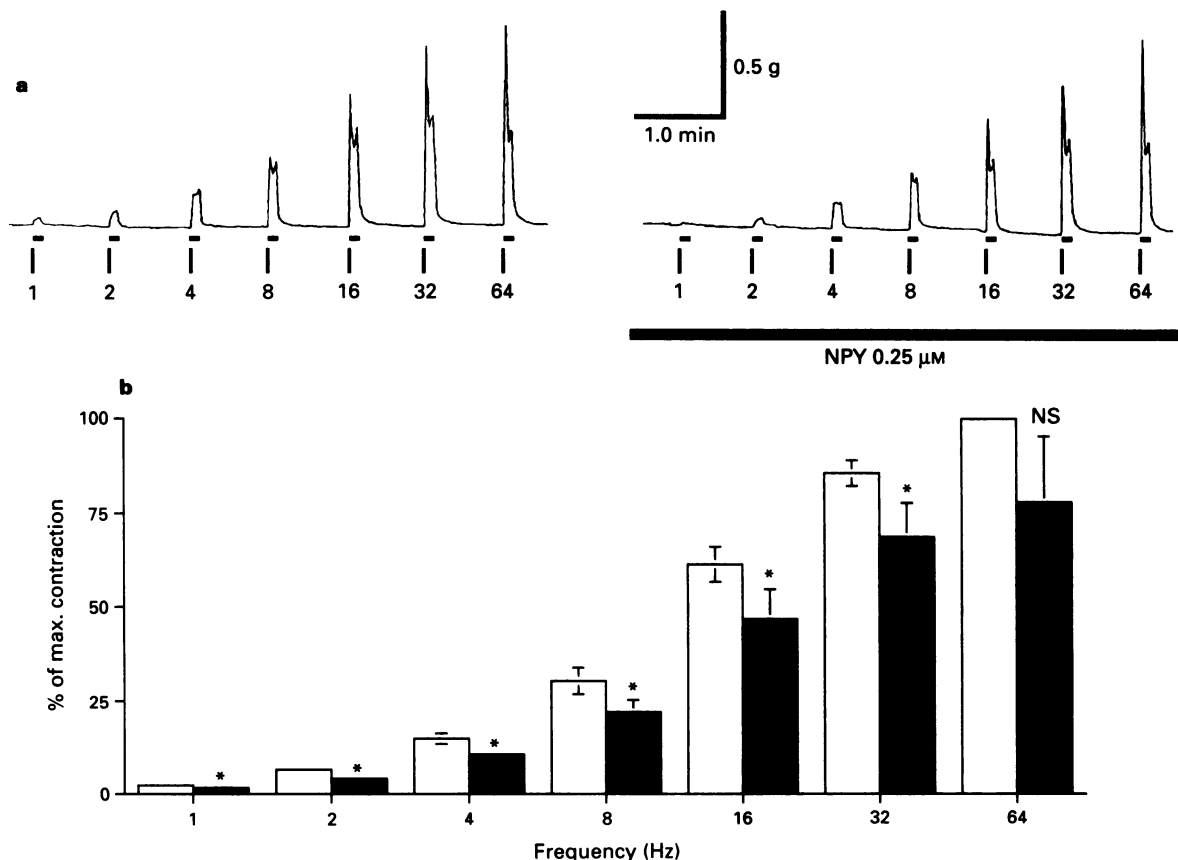 a
0.5 g
1.0 min
1 2 4 8 16 32 64
1 2 4 8 16 32 64
NPY 0.25 μM
b
% of max. contraction
100
75
50
25
0
* * * * * * NS
1 2 4 8 16 32 64
Frequency (Hz)